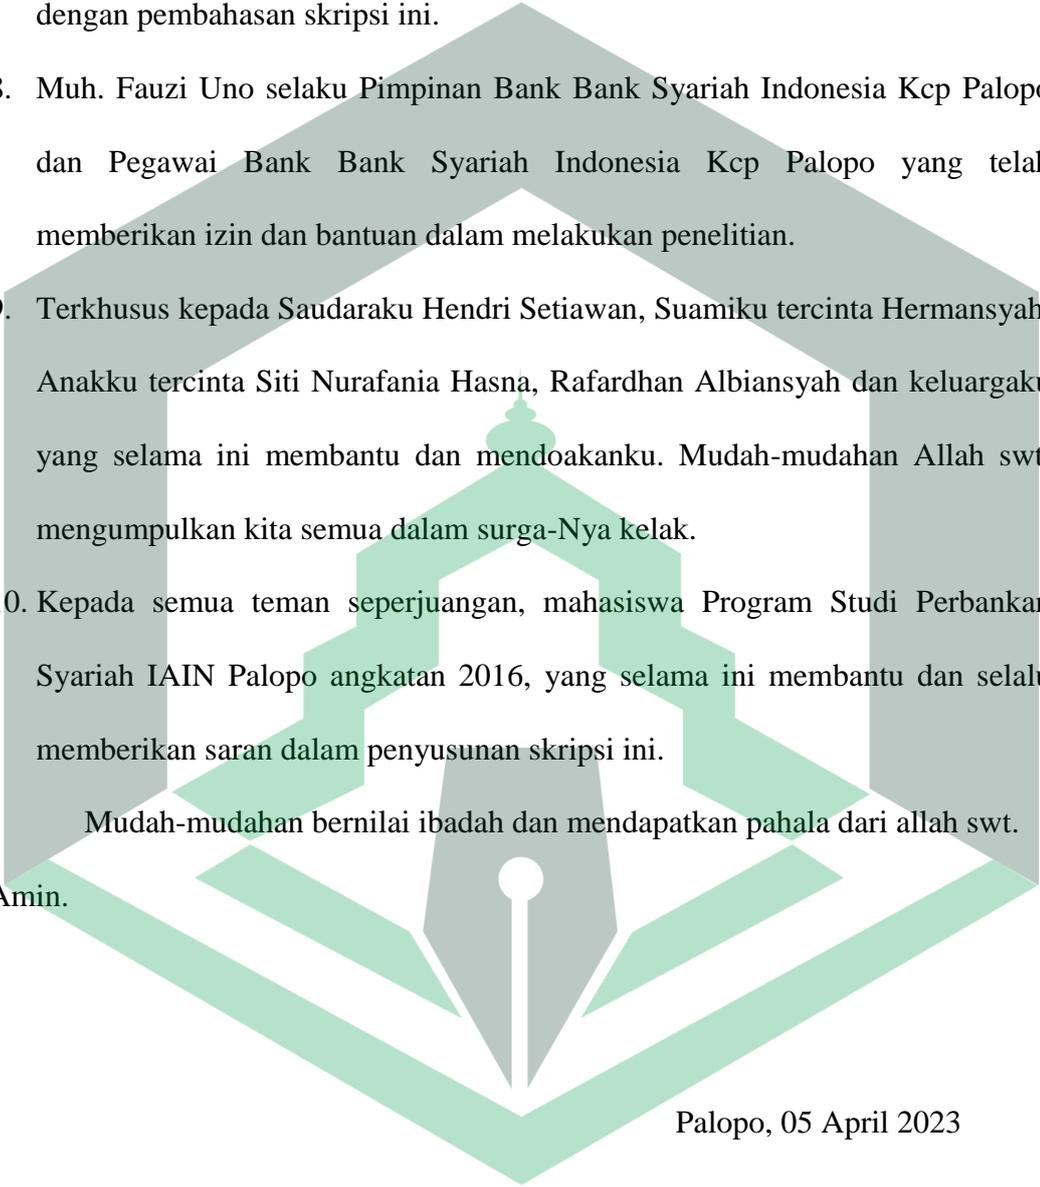 dengan pembahasan skripsi ini.
8. Muh. Fauzi Uno selaku Pimpinan Bank Bank Syariah Indonesia Kcp Palopo
dan Pegawai Bank Bank Syariah Indonesia Kcp Palopo yang telah
memberikan izin dan bantuan dalam melakukan penelitian.
9. Terkhusus kepada Saudaraku Hendri Setiawan, Suamiku tercinta Hermansyah
Anakku tercinta Siti Nurafania Hasna, Rafardhan Albiansyah dan keluargaku
yang selama ini membantu dan mendoakanku. Mudah-mudahan Allah swt
mengumpulkan kita semua dalam surga-Nya kelak.
10. Kepada semua teman seperjuangan, mahasiswa Program Studi Perbankan
Syariah IAIN Palopo angkatan 2016, yang selama ini membantu dan selalu
memberikan saran dalam penyusunan skripsi ini.
Mudah-mudahan bernilai ibadah dan mendapatkan pahala dari allah swt.
Amin.
Palopo, 05 April 2023